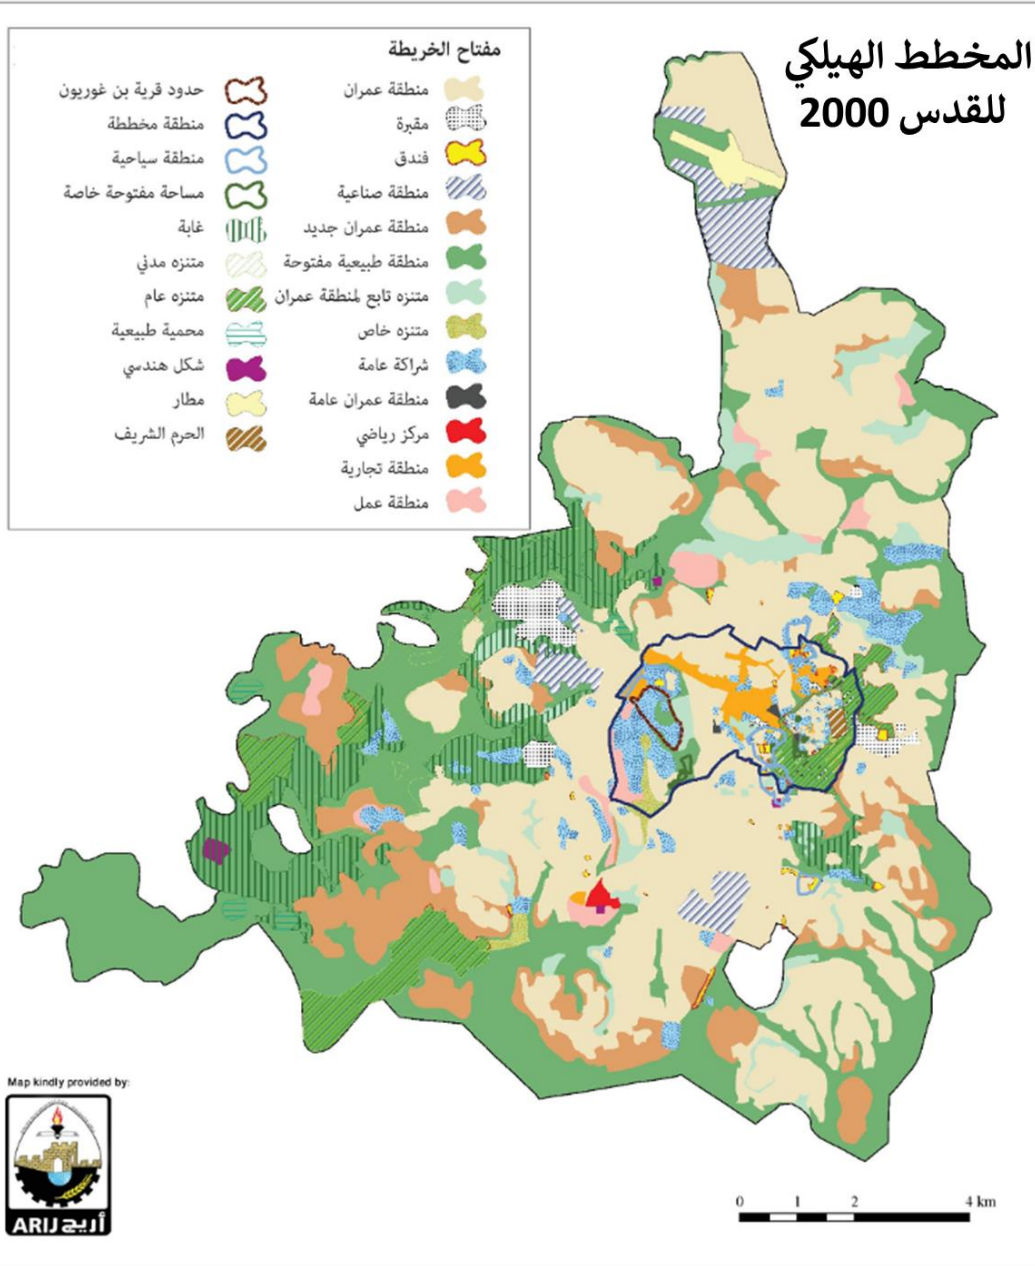 المخطط الهيلكي
للقدس 2000
مفتاح الخريطة
منطقة عمران
مقبرة
فندق
منطقة صناعية
منطقة عمران جديد
منطقة طبيعية مفتوحة
متنزه تابع لمنطقة عمران
متنزه خاص
شراكة عامة
منطقة عمران عامة
مركز رياضي
منطقة تجارية
منطقة عمل
حدود قرية بن غوريون
منطقة مخططة
منطقة سياحية
مساحة مفتوحة خاصة
غابة
متنزه مدني
متنزه عام
محمية طبيعية
شكل هندسي
مطار
الحرم الشريف
Map kindly provided by:
ARIJ أريج
0 1 2 4 km